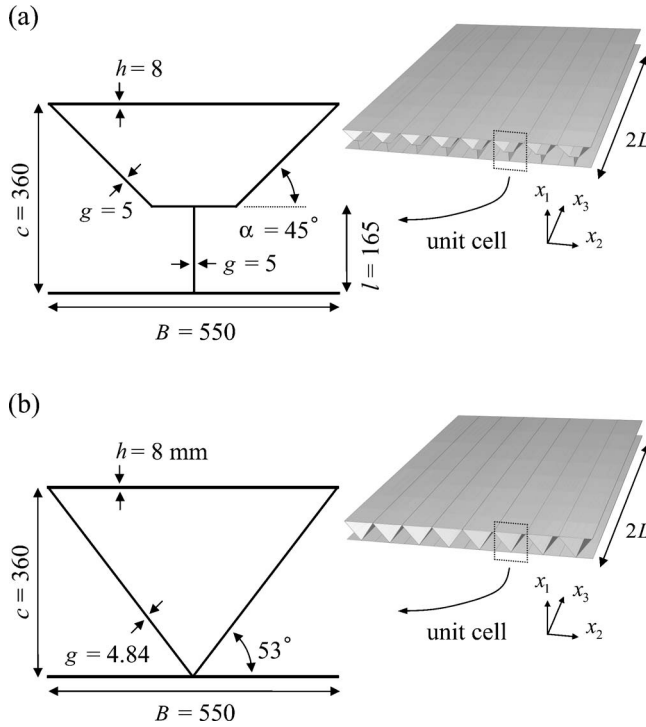 (a)
h = 8
c = 360
g = 5
α = 45°
g = 5
l = 165
B = 550
2L
x1
x3
x2
unit cell
(b)
h = 8 mm
c = 360
g = 4.84
53°
B = 550
2L
x1
x3
x2
unit cell